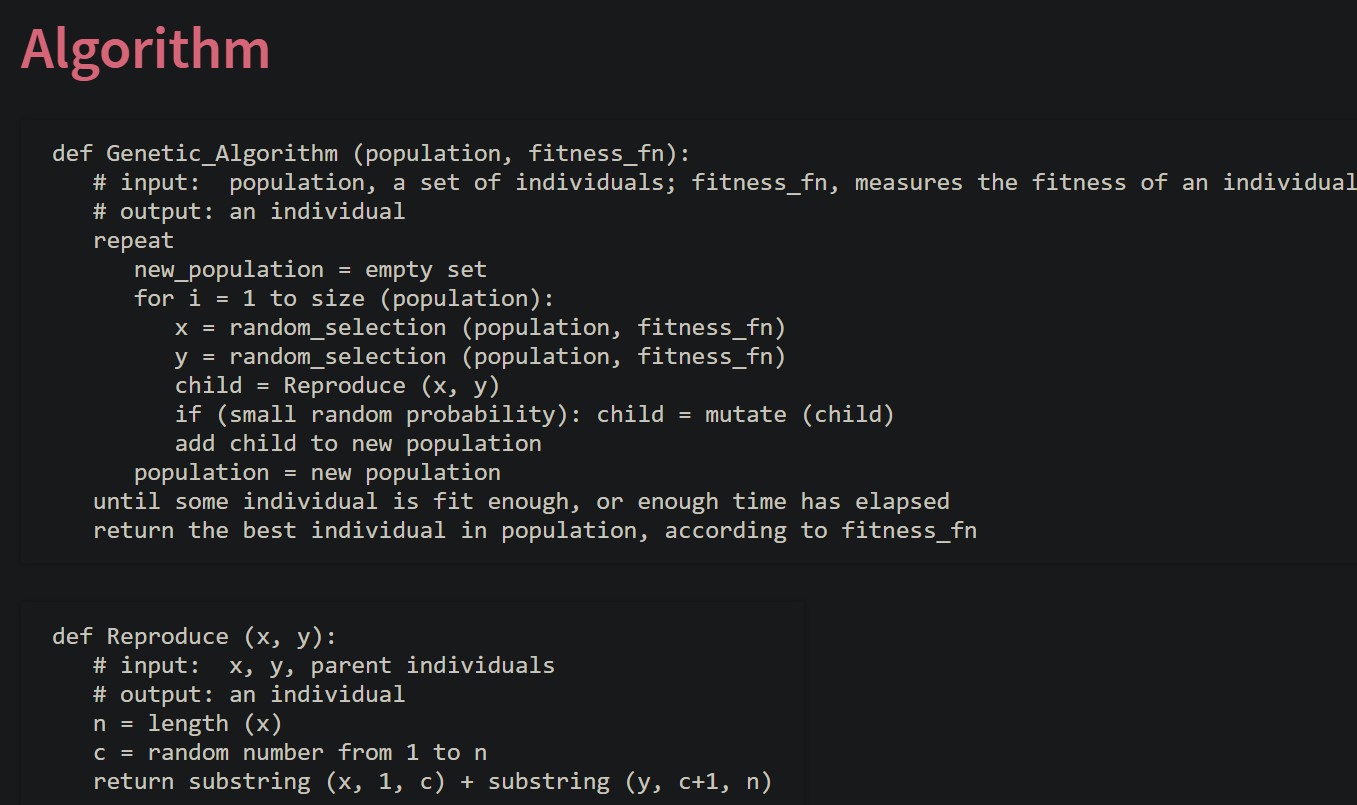 Algorithm
def Genetic_Algorithm (population, fitness_fn):
   # input:  population, a set of individuals; fitness_fn, measures the fitness of an individual
   # output: an individual
   repeat
      new_population = empty set
      for i = 1 to size (population):
         x = random_selection (population, fitness_fn)
         y = random_selection (population, fitness_fn)
         child = Reproduce (x, y)
         if (small random probability): child = mutate (child)
         add child to new population
      population = new population
   until some individual is fit enough, or enough time has elapsed
   return the best individual in population, according to fitness_fn
def Reproduce (x, y):
   # input:  x, y, parent individuals
   # output: an individual
   n = length (x)
   c = random number from 1 to n
   return substring (x, 1, c) + substring (y, c+1, n)